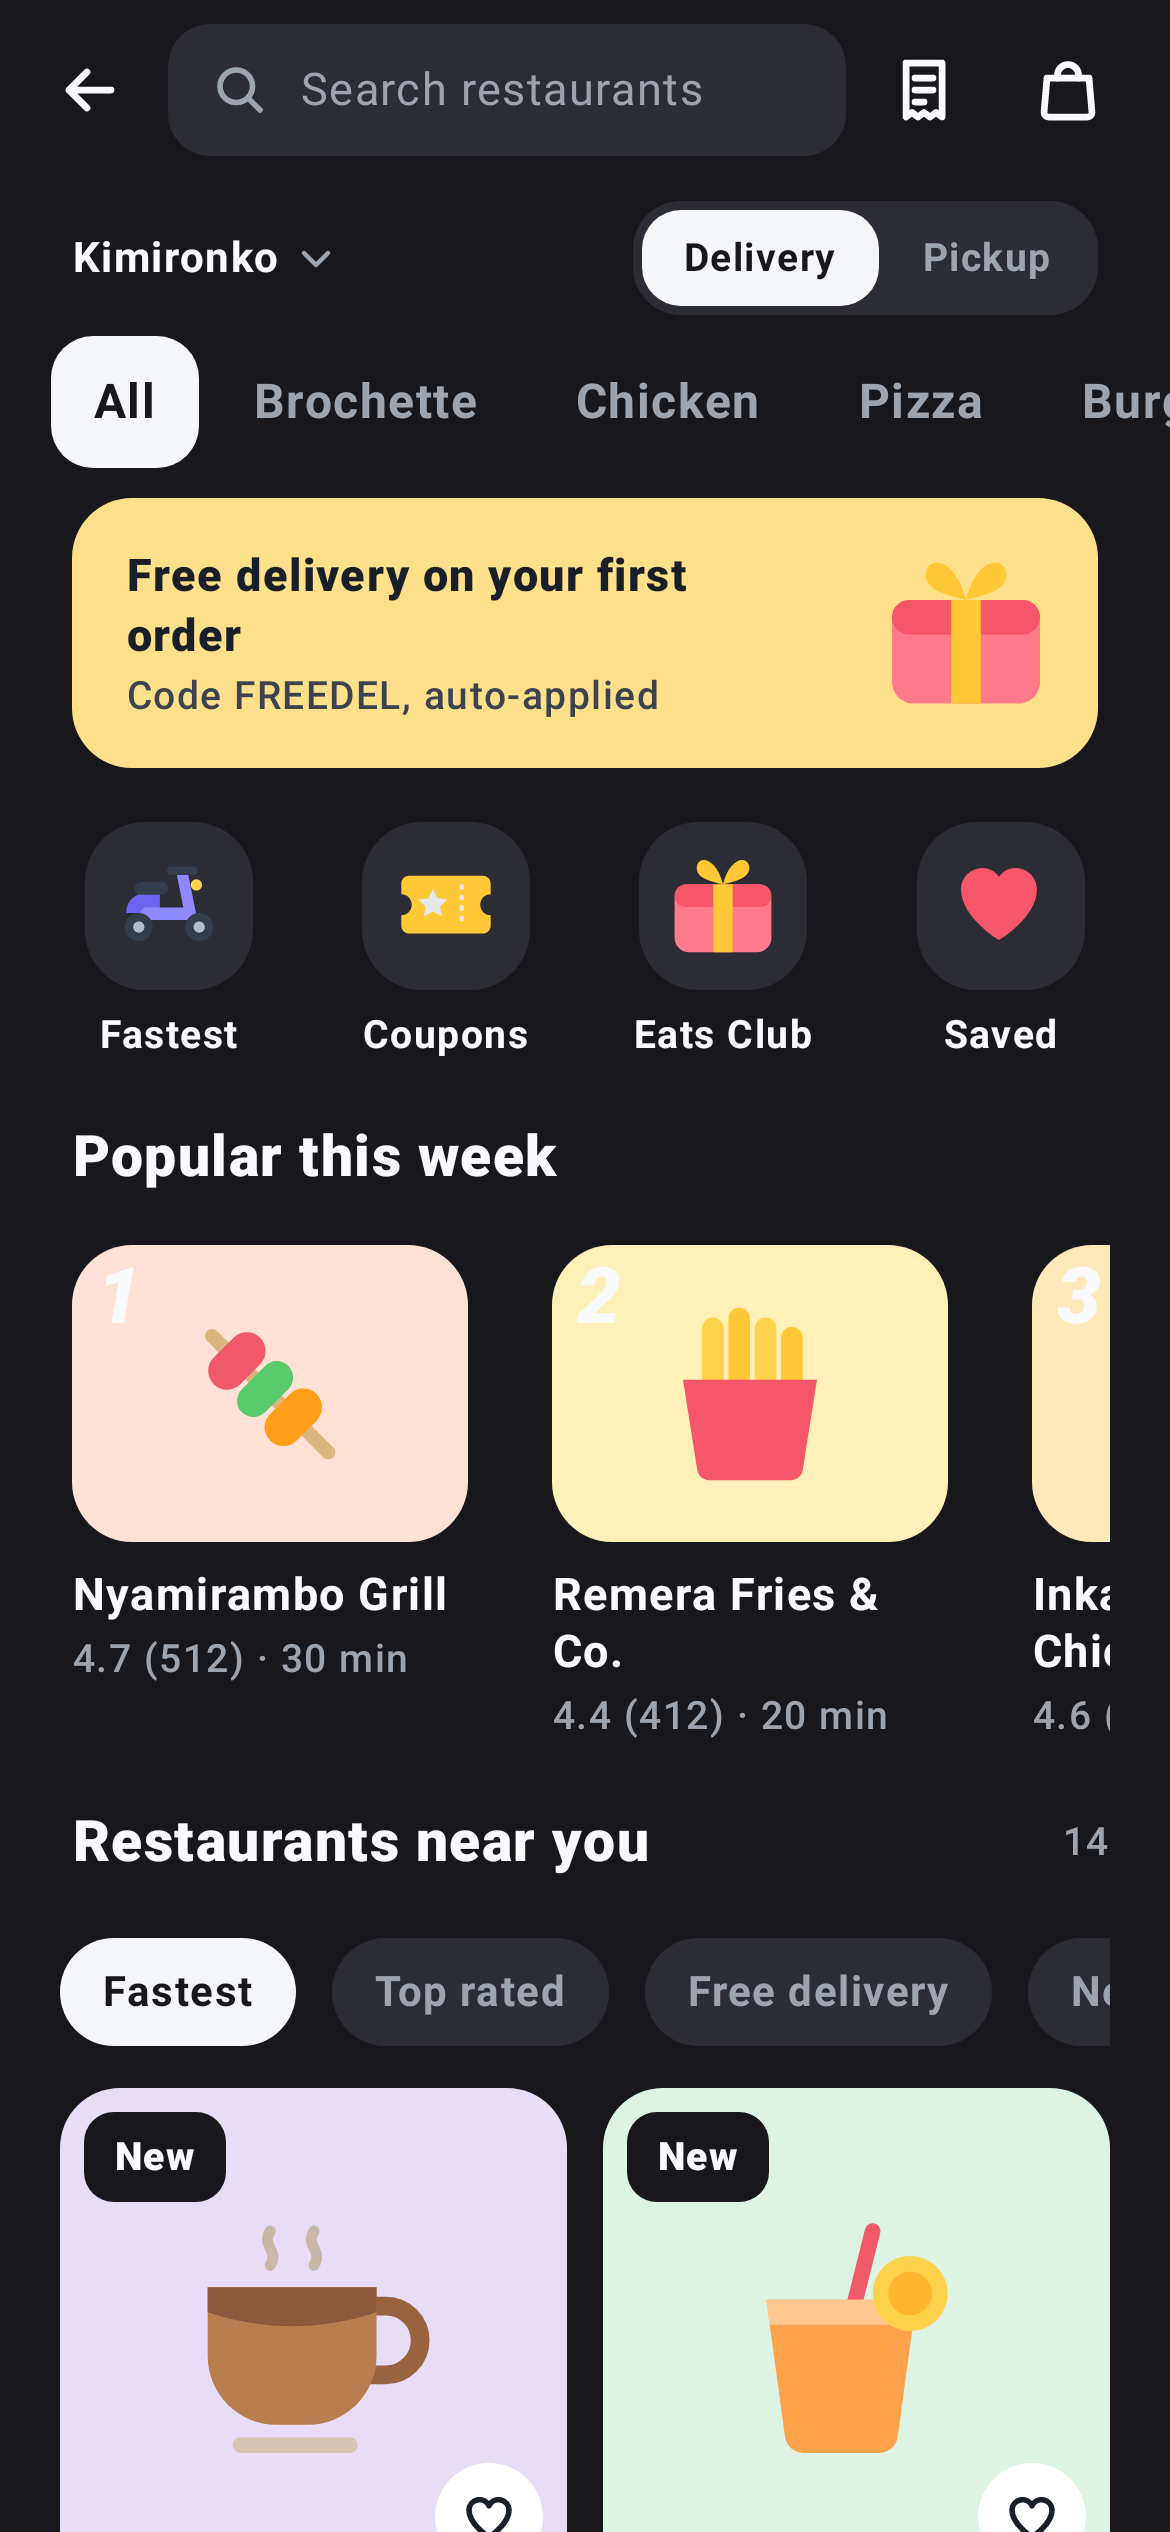 Search restaurants
Kimironko
Delivery
Pickup
All
Brochette
Chicken
Pizza
Free delivery on your first
order
Code FREEDEL, auto-applied
Fastest
Coupons
Eats Club
Saved
Popular this week
1
2
3
Nyamirambo Grill
4.7 (512) · 30 min
Remera Fries &
Co.
4.4 (412) · 20 min
4.6
Restaurants near you
14
Fastest
Top rated
Free delivery
New
New